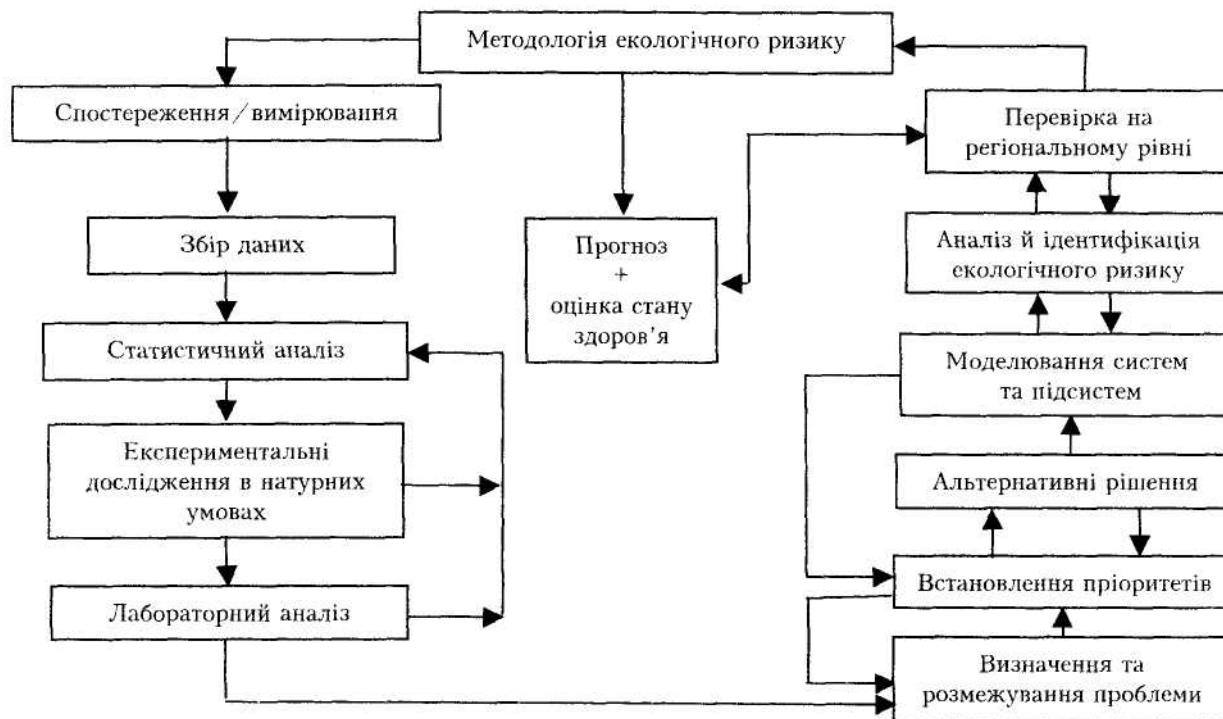 Методологія екологічного ризику
Спостереження/вимірювання
Збір даних
Статистичний аналіз
Експериментальні
дослідження в натурних
умовах
Лабораторний аналіз
Прогноз
+
оцінка стану
здоров'я
Перевірка на
регіональному рівні
Аналіз й ідентифікація
екологічного ризику
Моделювання систем
та підсистем
Альтернативні рішення
Встановлення пріоритетів
Визначення та
розмежування проблеми